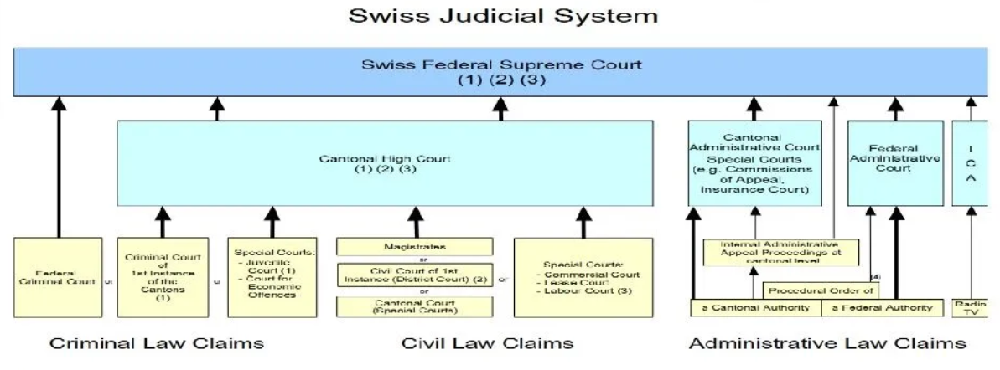 Swiss Judicial System
Swiss Federal Supreme Court
(1) (2) (3)
Cantonal High Court
(1) (2) (3)
Cantonal
Administrative Court
Special Courts
(e.g. Commissions
of Appeal,
Insurance Court)
Federal
Administrative
Court
I
C
A
Federal
Criminal Court
or
Criminal Court
of
1st Instance
of the
Cantons
(1)
or
Special Courts:
- Juvenile
Court (1)
- Court for
Economic
Offences
Magistrates
or
Civil Court of 1st
Instance (District Court) (2)
or
Cantonal Court
(Special Courts)
or
Special Courts:
- Commercial Court
- Lease Court
- Labour Court (3)
Internal Administrative
Appeal Proceedings at
cantonal level
(4)
Procedural Order of
a Cantonal Authority
a Federal Authority
Radio
TV
Criminal Law Claims
Civil Law Claims
Administrative Law Claims